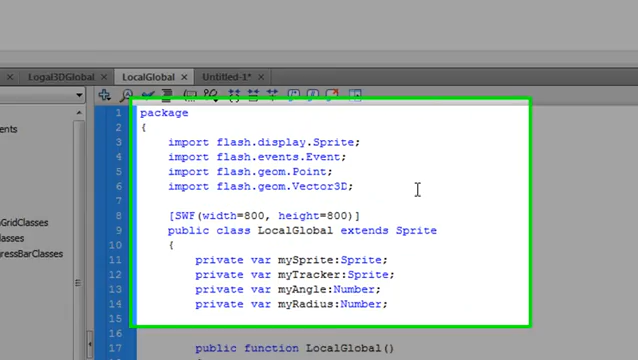 Logal3DGlobal × LocalGlobal × Untitled-1* ×
1 package
2 {
ents
3 import flash.display.Sprite;
4 import flash.events.Event;
5 import flash.geom.Point;
6 import flash.geom.Vector3D;
7
8 [SWF(width=800, height=800)]
nGridClasses
9 public class LocalGlobal extends Sprite
lasses
10 {
gressBarClasses
11 private var mySprite:Sprite;
12 private var myTracker:Sprite;
13 private var myAngle:Number;
14 private var myRadius:Number;
15
16
17 public function LocalGlobal()